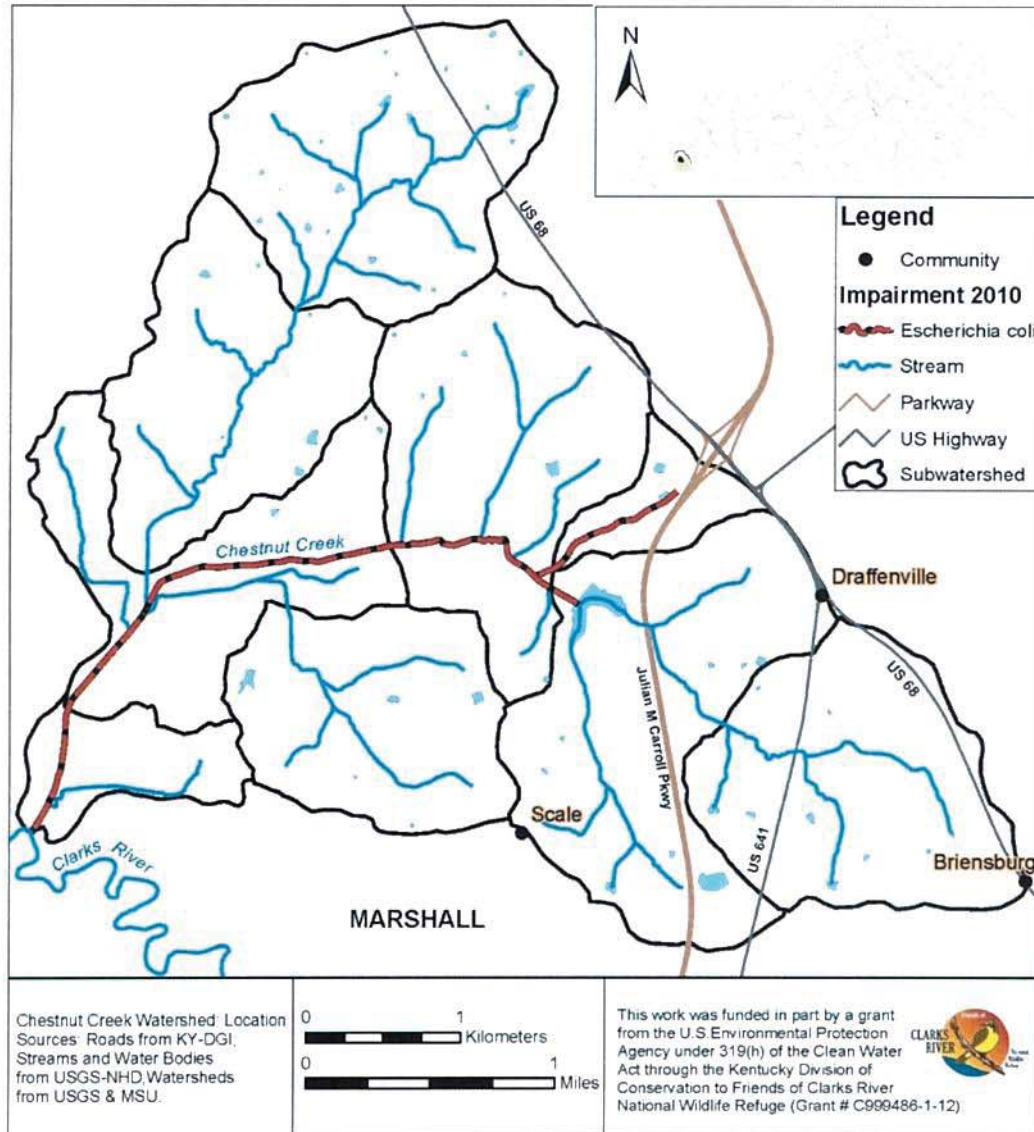 N
US 68
Legend
Community
Impairment 2010
Escherichia coli
Stream
Parkway
US Highway
Subwatershed
Chestnut Creek
Draffenville
US 68
Julian M Carroll Pkwy
Scale
US 641
Briensburg
Clarks River
MARSHALL
Chestnut Creek Watershed: Location
Sources: Roads from KY-DGI,
Streams and Water Bodies
from USGS-NHD, Watersheds
from USGS & MSU.
0 1
Kilometers
0 1
Miles
This work was funded in part by a grant
from the U.S.Environmental Protection
Agency under 319(h) of the Clean Water
Act through the Kentucky Division of
Conservation to Friends of Clarks River
National Wildlife Refuge (Grant # C999486-1-12)
CLARKS
RIVER